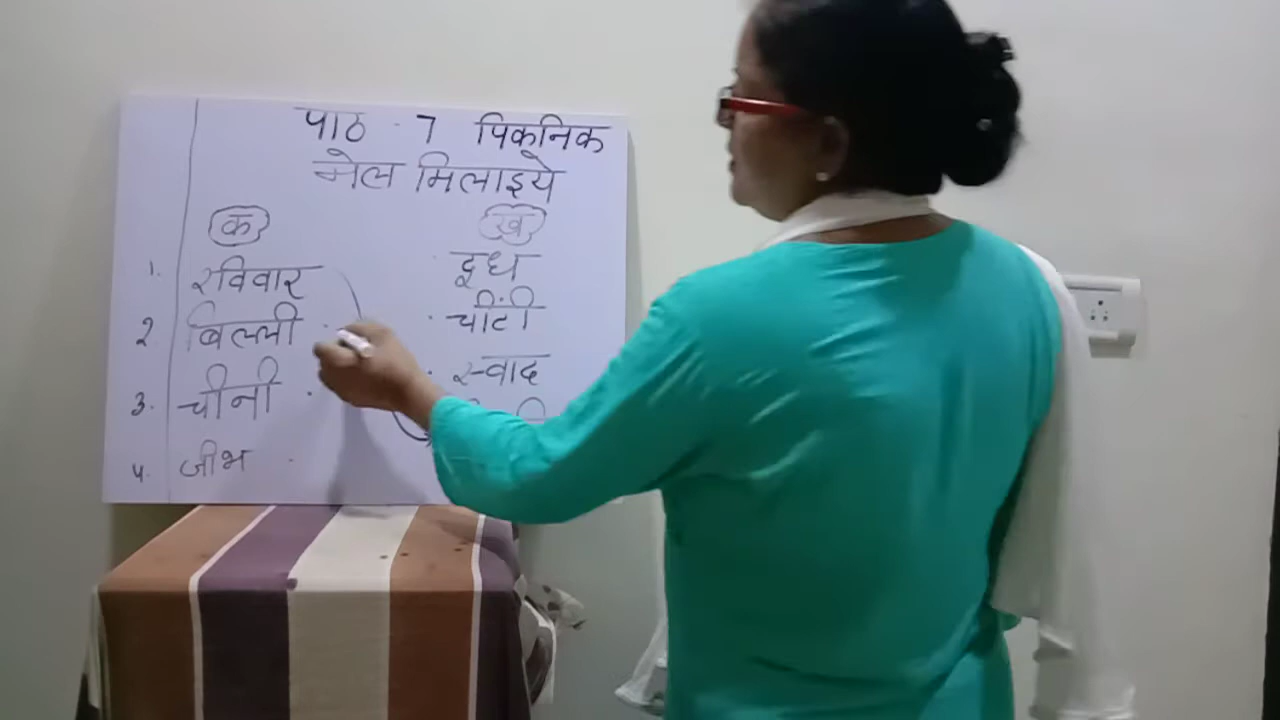 पाठ - 7 पिकनिक
मेल मिलाइये
क ख
1. रविवार दूध
2. बिल्ली चींटी
3. चीनी स्वाद
4. जीभ